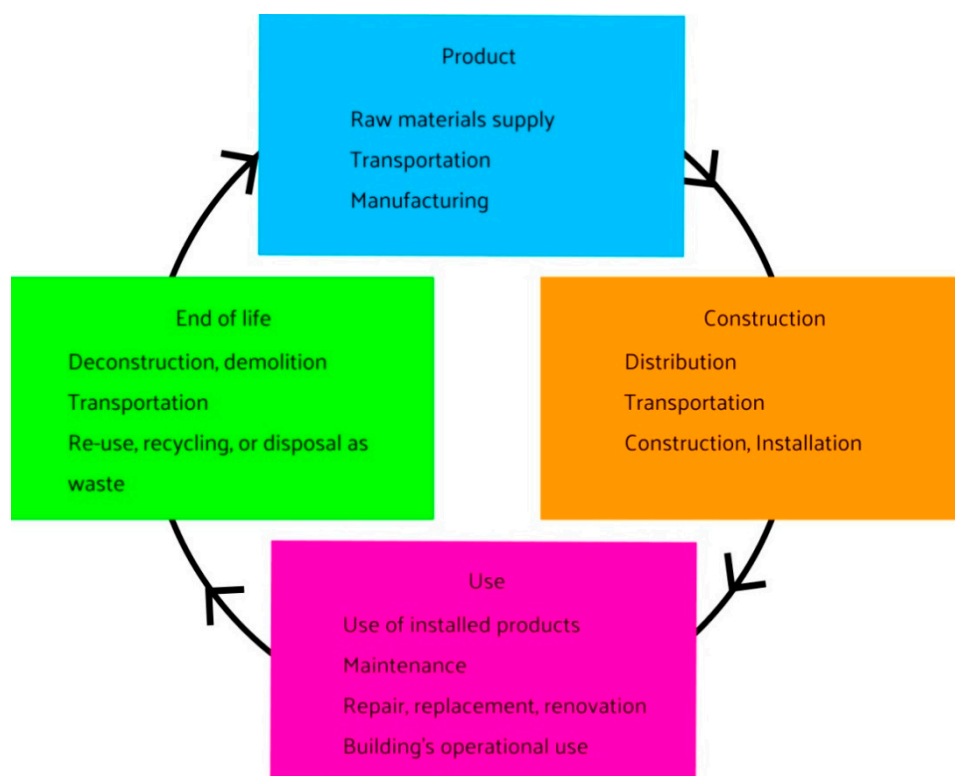 Product
Raw materials supply
Transportation
Manufacturing
End of life
Deconstruction, demolition
Transportation
Re-use, recycling, or disposal as
waste
Construction
Distribution
Transportation
Construction, Installation
Use
Use of installed products
Maintenance
Repair, replacement, renovation
Building's operational use